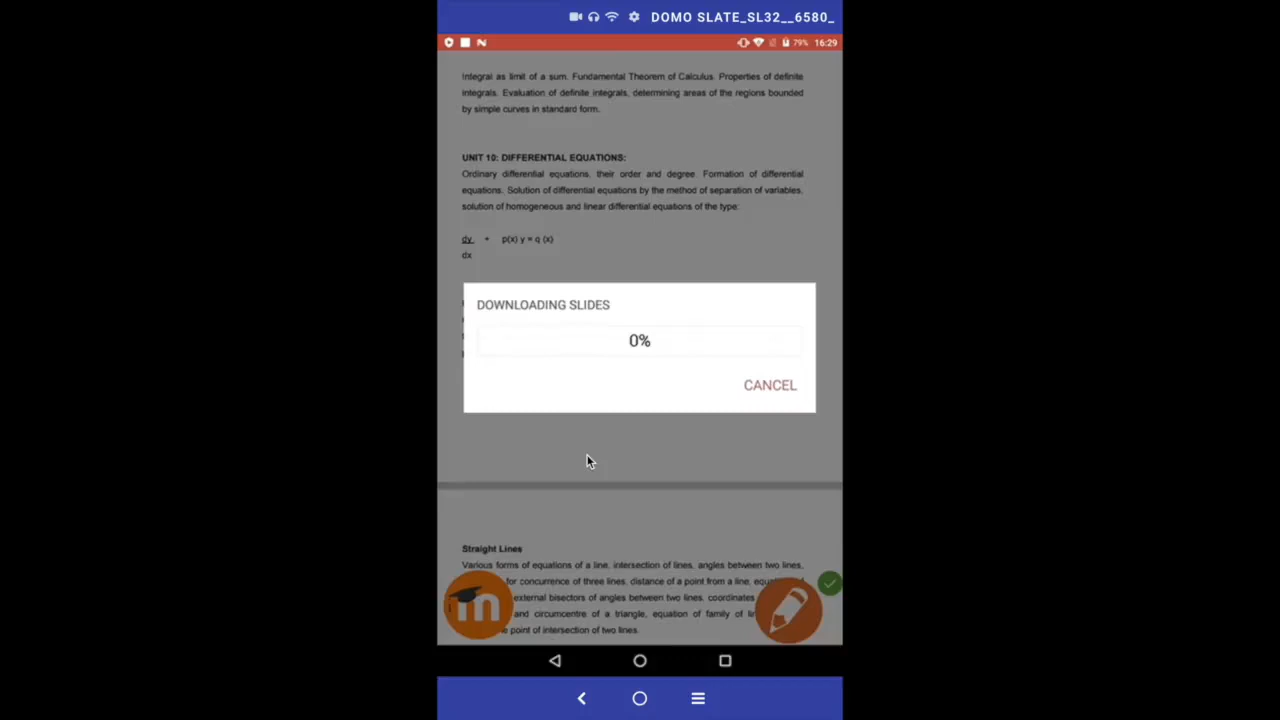 DOMO SLATE_SL32__6580_
79% 16:29
Integral as limit of a sum. Fundamental Theorem of Calculus. Properties of definite
integrals. Evaluation of definite integrals, determining areas of the regions bounded
by simple curves in standard form.
UNIT 10: DIFFERENTIAL EQUATIONS:
Ordinary differential equations, their order and degree. Formation of differential
equations. Solution of differential equations by the method of separation of variables,
solution of homogeneous and linear differential equations of the type:
dy + p(x) y = q (x)
dx
DOWNLOADING SLIDES
0%
CANCEL
Straight Lines
Various forms of equations of a line, intersection of lines, angles between two lines,
for concurrence of three lines, distance of a point from a line,
external bisectors of angles between two lines, coordinates
and circumcentre of a triangle, equation of family of
point of intersection of two lines.